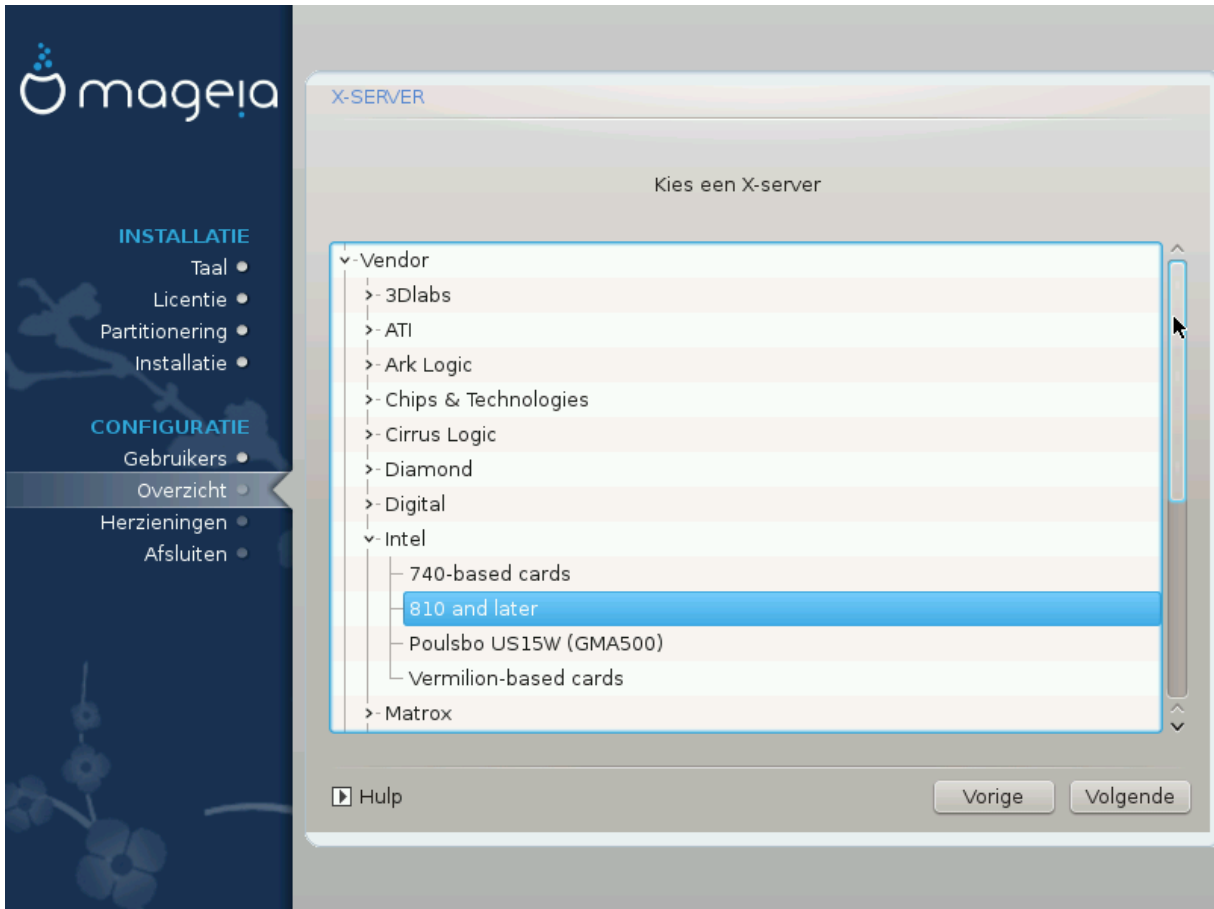 mageia
INSTALLATIE
Taal
Licentie
Partitionering
Installatie
CONFIGURATIE
Gebruikers
Overzicht
Herzieningen
Afsluiten
X-SERVER
Kies een X-server
Vendor
3Dlabs
ATI
Ark Logic
Chips & Technologies
Cirrus Logic
Diamond
Digital
Intel
740-based cards
810 and later
Poulsbo US15W (GMA500)
Vermilion-based cards
Matrox
Hulp
Vorige
Volgende